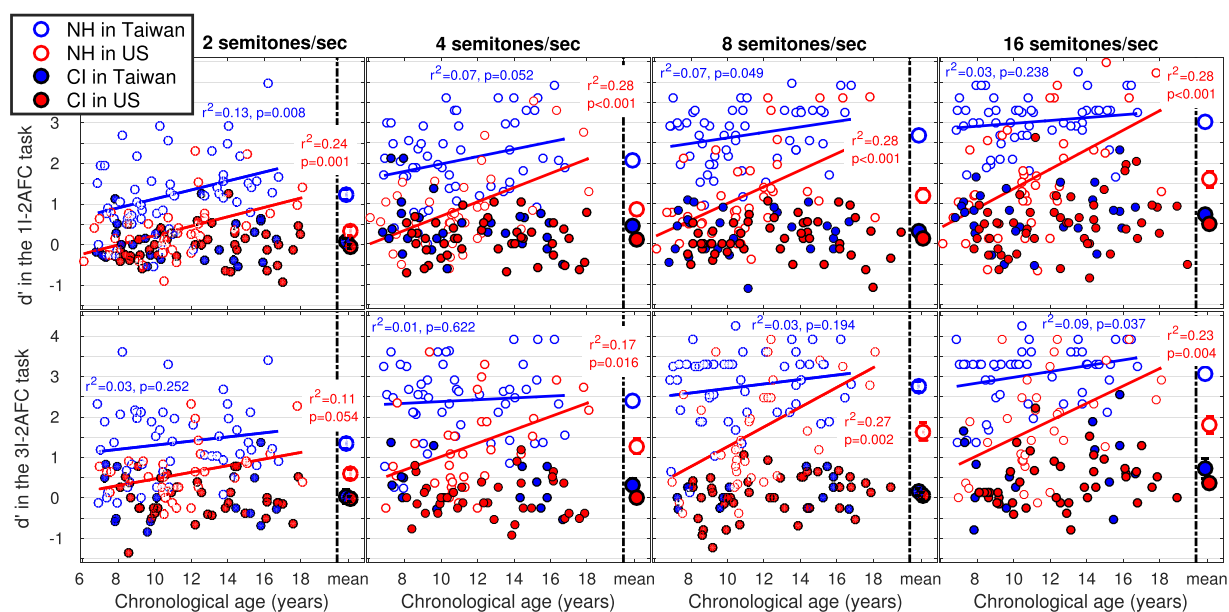 NH in Taiwan
NH in US
CI in Taiwan
CI in US
2 semitones/sec
4 semitones/sec
8 semitones/sec
16 semitones/sec
d' in the 1I-2AFC task
3
2
1
0
-1
r²=0.13, p=0.008
r²=0.24
p=0.001
r²=0.07, p=0.052
r²=0.28
p<0.001
r²=0.07, p=0.049
r²=0.28
p<0.001
r²=0.03, p=0.238
r²=0.28
p<0.001
d' in the 3I-2AFC task
4
3
2
1
0
-1
r²=0.03, p=0.252
r²=0.11
p=0.054
r²=0.01, p=0.622
r²=0.17
p=0.016
r²=0.03, p=0.194
r²=0.27
p=0.002
r²=0.09, p=0.037
r²=0.23
p=0.004
6 8 10 12 14 16 18 mean
8 10 12 14 16 18 mean
8 10 12 14 16 18 mean
8 10 12 14 16 18 mean
Chronological age (years)
Chronological age (years)
Chronological age (years)
Chronological age (years)